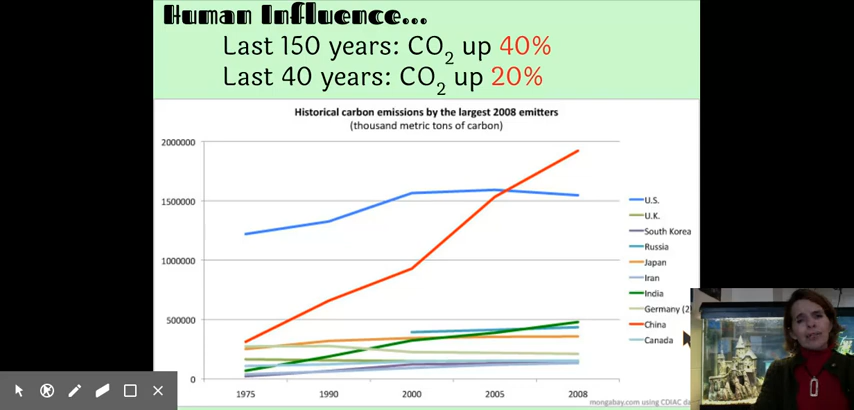 Human Influence...
Last 150 years: CO2 up 40%
Last 40 years: CO2 up 20%
Historical carbon emissions by the largest 2008 emitters
(thousand metric tons of carbon)
2000000
1500000
1000000
500000
0
1975 1990 2000 2005 2008
U.S.
U.K.
South Korea
Russia
Japan
Iran
India
Germany (2)
China
Canada
mongabay.com using CDIAC da